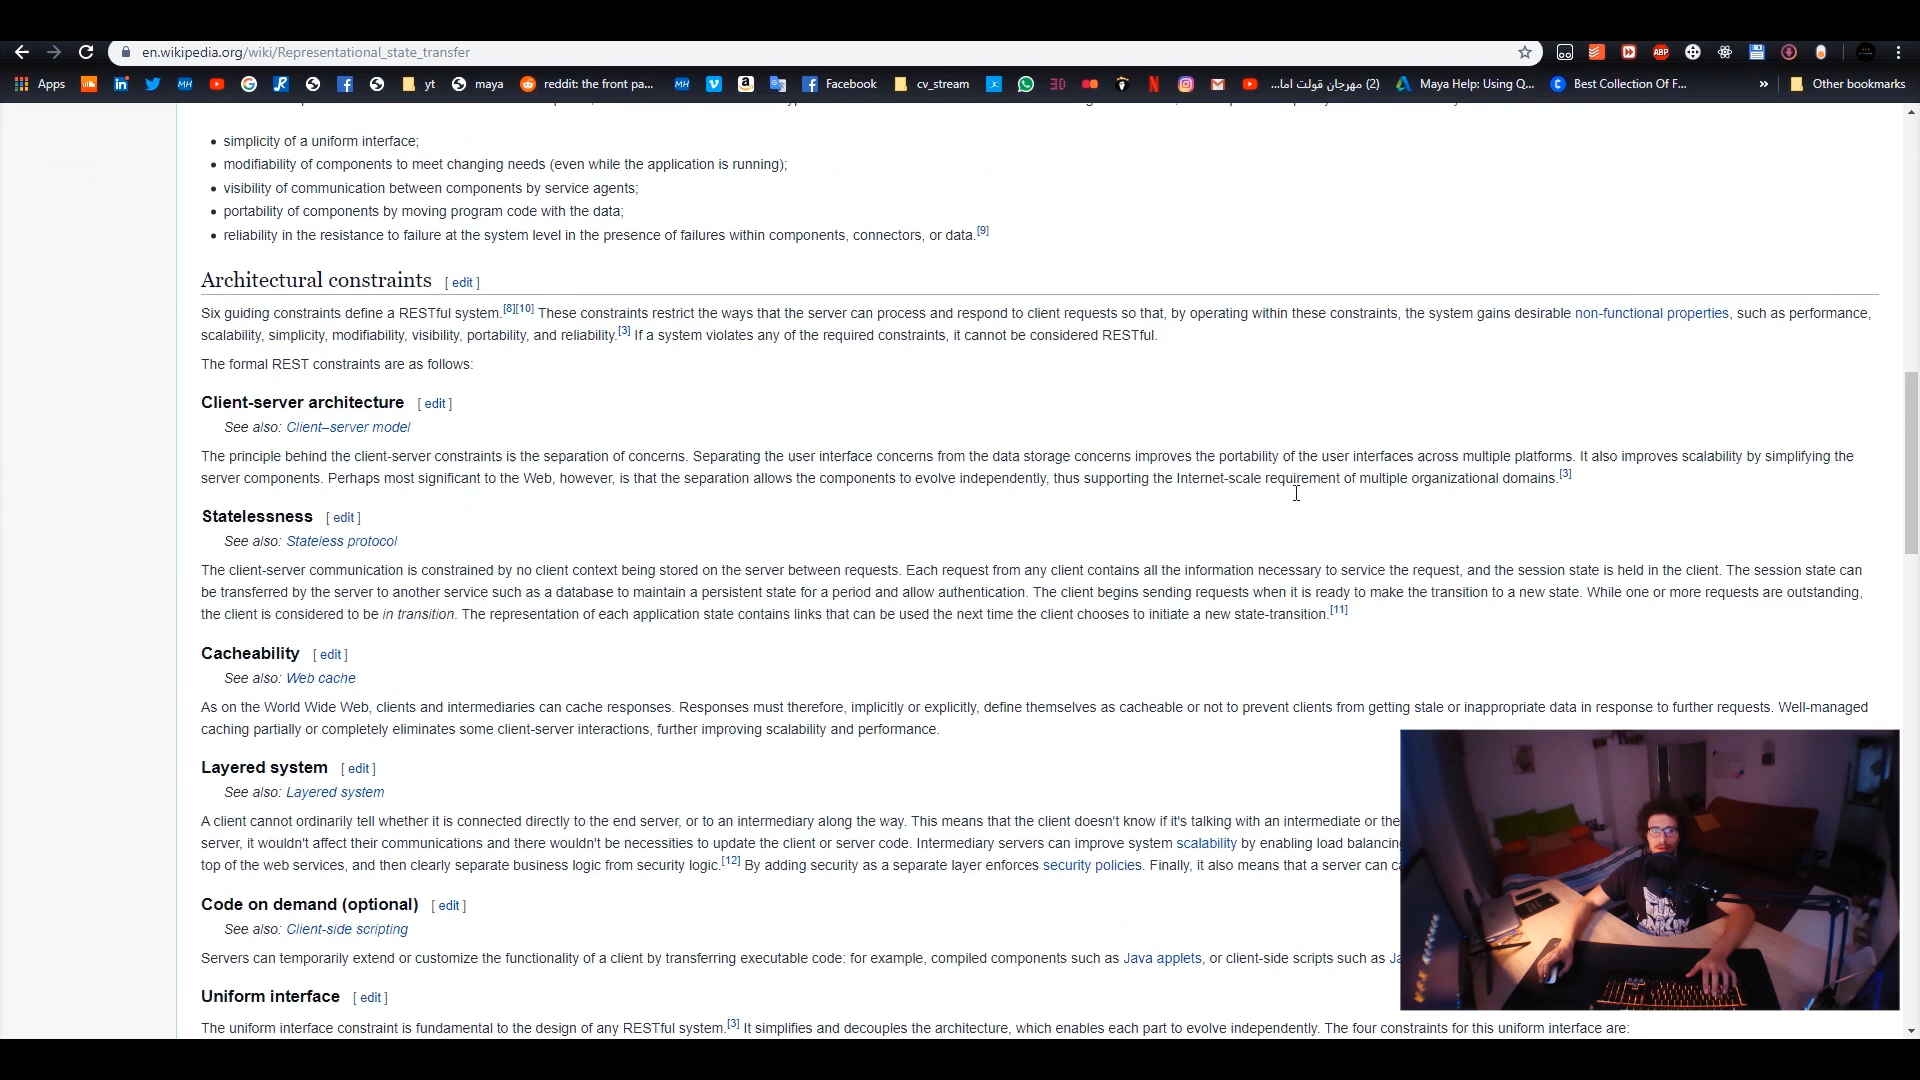 en.wikipedia.org/wiki/Representational_state_transfer
Apps yt maya reddit: the front pa... Facebook cv_stream 3D ...مهرجان قولت اما (2) Maya Help: Using Q... Best Collection Of F... » Other bookmarks
simplicity of a uniform interface;
modifiability of components to meet changing needs (even while the application is running);
visibility of communication between components by service agents;
portability of components by moving program code with the data;
reliability in the resistance to failure at the system level in the presence of failures within components, connectors, or data.[9]
Architectural constraints [ edit ]
Six guiding constraints define a RESTful system.[8][10] These constraints restrict the ways that the server can process and respond to client requests so that, by operating within these constraints, the system gains desirable non-functional properties, such as performance,
scalability, simplicity, modifiability, visibility, portability, and reliability.[3] If a system violates any of the required constraints, it cannot be considered RESTful.
The formal REST constraints are as follows:
Client-server architecture [ edit ]
See also: Client–server model
The principle behind the client-server constraints is the separation of concerns. Separating the user interface concerns from the data storage concerns improves the portability of the user interfaces across multiple platforms. It also improves scalability by simplifying the
server components. Perhaps most significant to the Web, however, is that the separation allows the components to evolve independently, thus supporting the Internet-scale requirement of multiple organizational domains.[3]
Statelessness [ edit ]
See also: Stateless protocol
The client-server communication is constrained by no client context being stored on the server between requests. Each request from any client contains all the information necessary to service the request, and the session state is held in the client. The session state can
be transferred by the server to another service such as a database to maintain a persistent state for a period and allow authentication. The client begins sending requests when it is ready to make the transition to a new state. While one or more requests are outstanding,
the client is considered to be in transition. The representation of each application state contains links that can be used the next time the client chooses to initiate a new state-transition.[11]
Cacheability [ edit ]
See also: Web cache
As on the World Wide Web, clients and intermediaries can cache responses. Responses must therefore, implicitly or explicitly, define themselves as cacheable or not to prevent clients from getting stale or inappropriate data in response to further requests. Well-managed
caching partially or completely eliminates some client-server interactions, further improving scalability and performance.
Layered system [ edit ]
See also: Layered system
A client cannot ordinarily tell whether it is connected directly to the end server, or to an intermediary along the way. This means that the client doesn't know if it's talking with an intermediate or the
server, it wouldn't affect their communications and there wouldn't be necessities to update the client or server code. Intermediary servers can improve system scalability by enabling load balancing
top of the web services, and then clearly separate business logic from security logic.[12] By adding security as a separate layer enforces security policies. Finally, it also means that a server can
Code on demand (optional) [ edit ]
See also: Client-side scripting
Servers can temporarily extend or customize the functionality of a client by transferring executable code: for example, compiled components such as Java applets, or client-side scripts such as
Uniform interface [ edit ]
The uniform interface constraint is fundamental to the design of any RESTful system.[3] It simplifies and decouples the architecture, which enables each part to evolve independently. The four constraints for this uniform interface are: